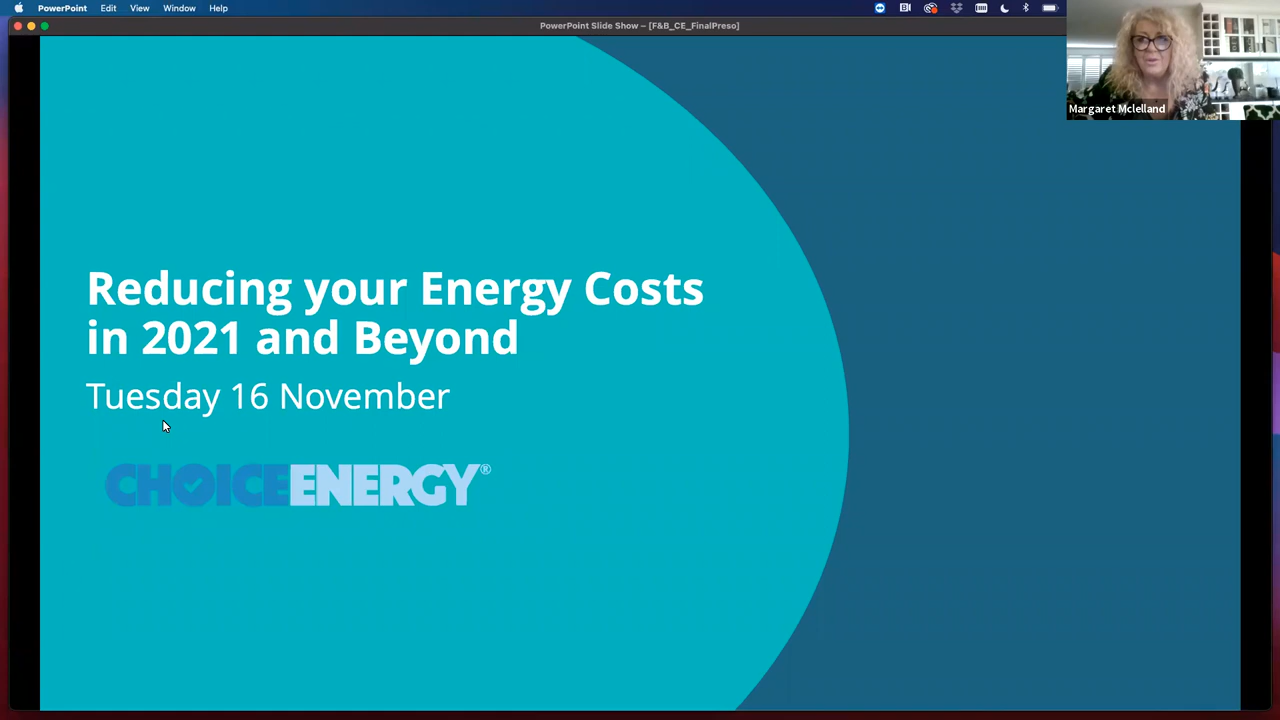 PowerPoint Edit View Window Help
PowerPoint Slide Show – [F&B_CE_FinalPreso]
Margaret Mclelland
Reducing your Energy Costs
in 2021 and Beyond
Tuesday 16 November
CHOICEENERGY®